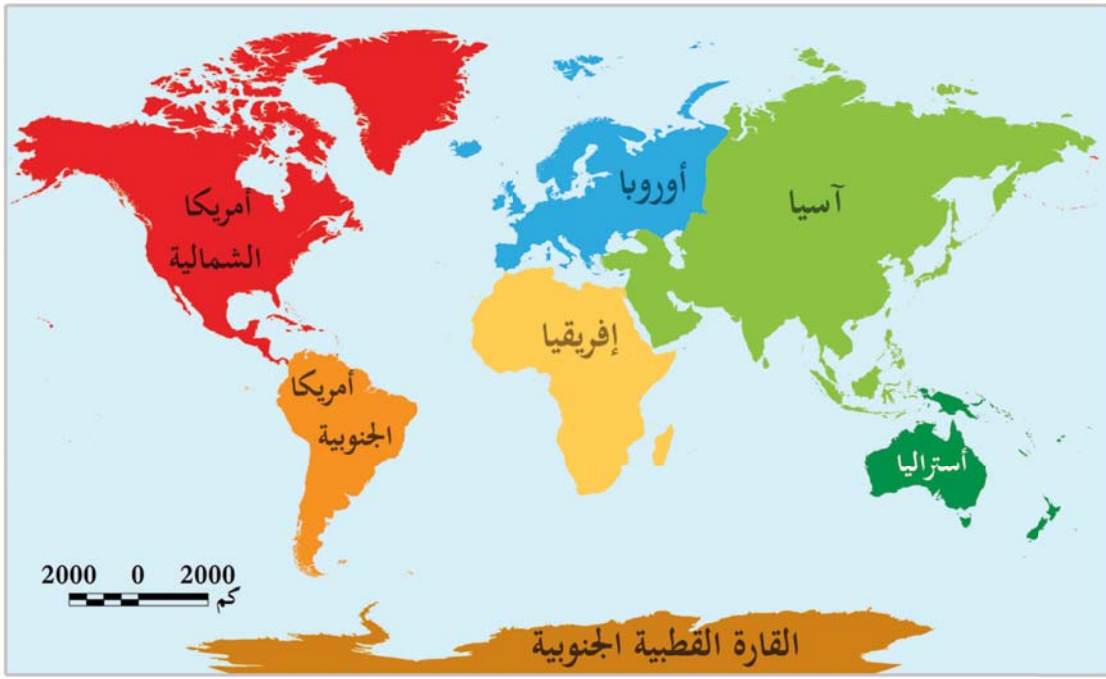 أوروبا
آسيا
أمريكا
الشمالية
إفريقيا
أمريكا
الجنوبية
أستراليا
2000 0 2000
كم
القارة القطبية الجنوبية